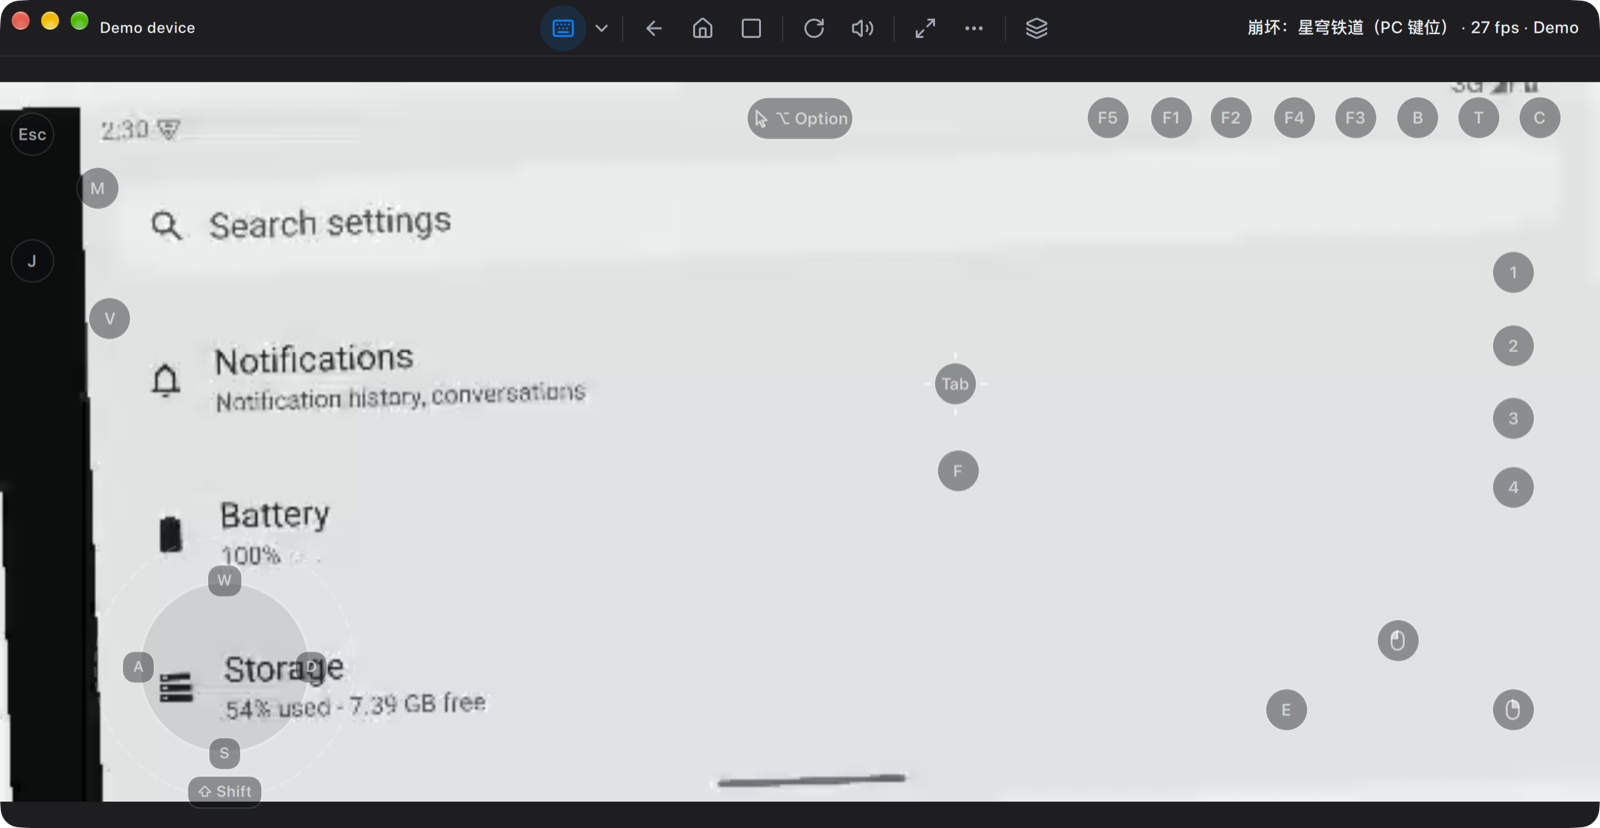 Demo device
崩坏：星穹铁道（PC 键位） · 27 fps · Demo
3G
2:30
⌥ Option
F5 F1 F2 F4 F3 B T C
Esc
M
Search settings
J
1
V
2
Notifications
Notification history, conversations
Tab
3
F
4
Battery
100%
W
A
D
Storage
54% used - 7.39 GB free
E
S
Shift